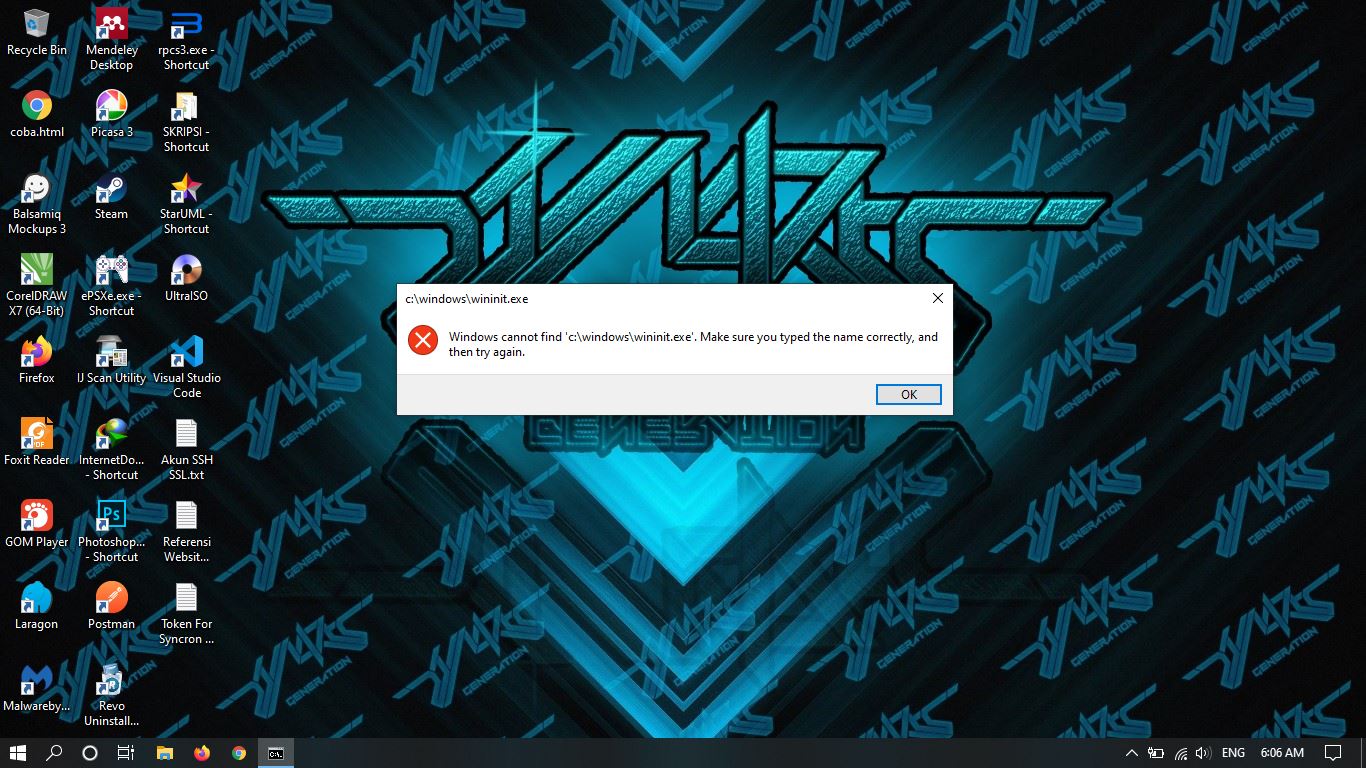 Recycle Bin
Mendeley
Desktop
rpcs3.exe -
Shortcut
coba.html
Picasa 3
SKRIPSI -
Shortcut
Balsamiq
Mockups 3
Steam
StarUML -
Shortcut
CorelDRAW
X7 (64-Bit)
ePSXe.exe -
Shortcut
UltraISO
Firefox
IJ Scan Utility
Visual Studio
Code
Foxit Reader
InternetDo...
- Shortcut
Akun SSH
SSL.txt
GOM Player
Photoshop...
- Shortcut
Referensi
Websit...
Laragon
Postman
Token For
Syncron ...
Malwareby...
Revo
Uninstall...
c:\windows\wininit.exe
Windows cannot find 'c:\windows\wininit.exe'. Make sure you typed the name correctly, and
then try again.
OK
GENERATION
ENG
6:06 AM